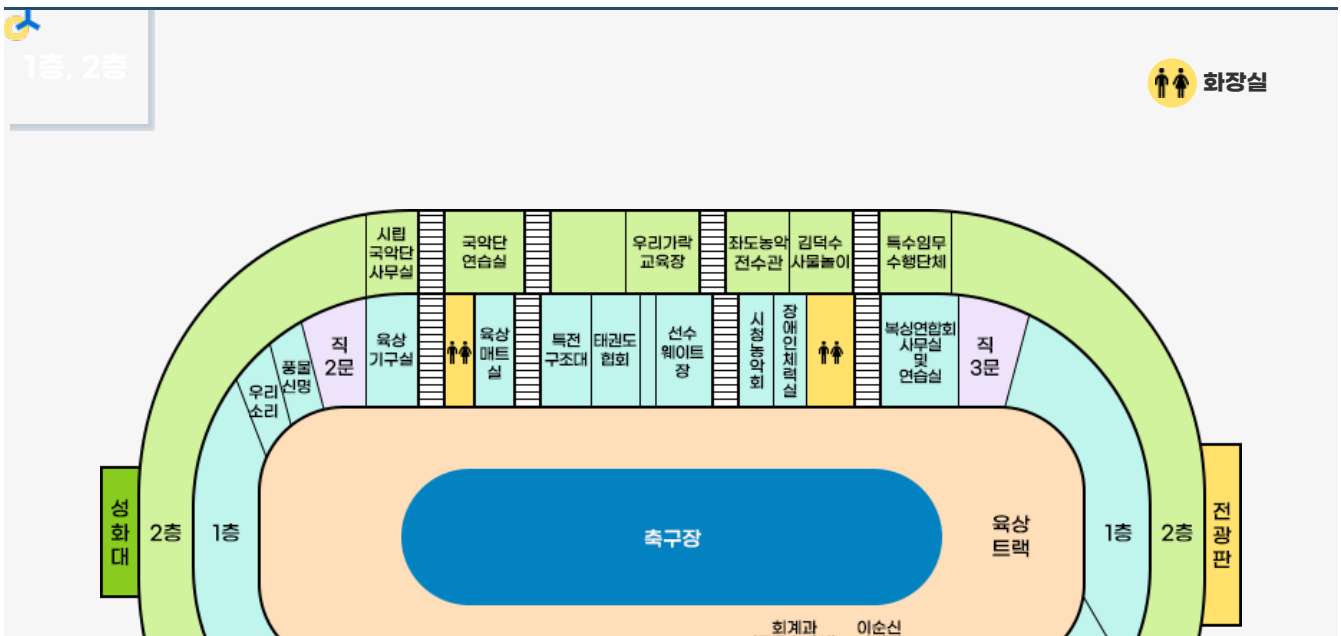 1층, 2층
화장실
시립
국악단
사무실
국악단
연습실
우리가락
교육장
좌도농악
전수관
김덕수
사물놀이
특수임무
수행단체
우리
소리
풍물
신명
직
2문
육상
기구실
육상
매트
실
특전
구조대
태권도
협회
선수
웨이트
장
시청농악회
장애인체력실
복싱연합회
사무실
및
연습실
직
3문
성화대
2층
1층
축구장
육상
트랙
1층
2층
전광판
회계과
이순신